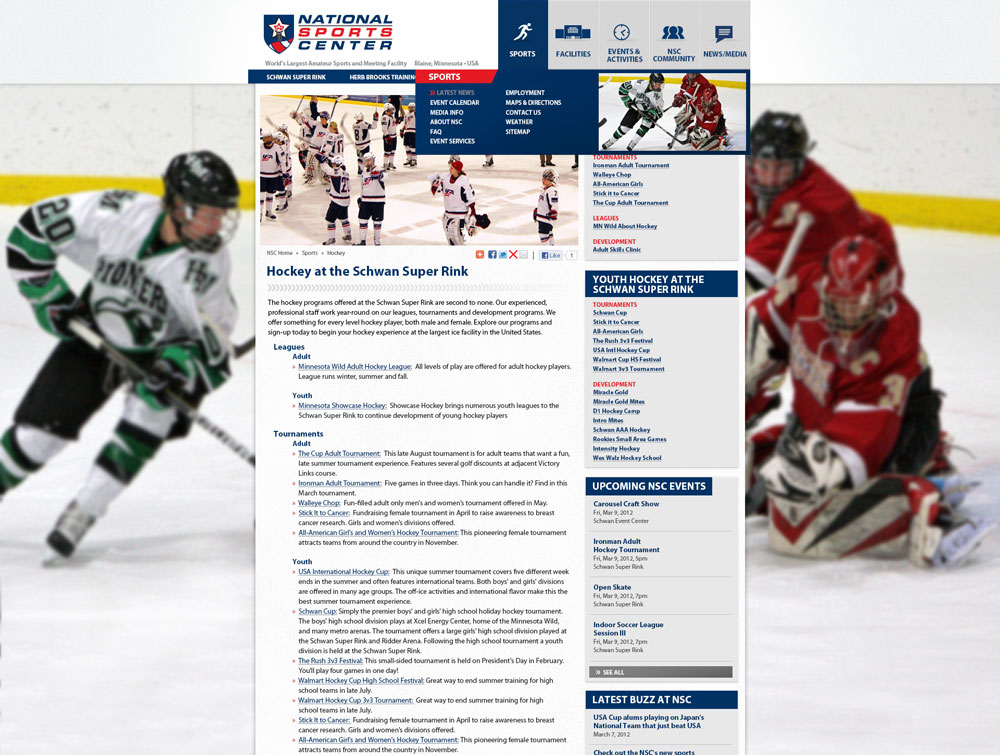 NATIONAL
SPORTS
CENTER
World's Largest Amateur Sports and Meeting Facility Blaine, Minnesota • USA
SPORTS
FACILITIES
EVENTS &
ACTIVITIES
NSC
COMMUNITY
NEWS/MEDIA
SCHWAN SUPER RINK
HERB BROOKS TRAINING
SPORTS
LATEST NEWS
EVENT CALENDAR
MEDIA INFO
ABOUT NSC
FAQ
EVENT SERVICES
EMPLOYMENT
MAPS & DIRECTIONS
CONTACT US
WEATHER
SITEMAP
NSC Home » Sports » Hockey
Like
1
Hockey at the Schwan Super Rink
The hockey programs offered at the Schwan Super Rink are second to none. Our experienced,
professional staff work year-round on our leagues, tournaments and development programs. We
offer something for every level hockey player, both male and female. Explore our programs and
sign-up today to begin your hockey experience at the largest ice facility in the United States.
Leagues
Adult
» Minnesota Wild Adult Hockey League: All levels of play are offered for adult hockey players.
League runs winter, summer and fall.
Youth
» Minnesota Showcase Hockey: Showcase Hockey brings numerous youth leagues to the
Schwan Super Rink to continue development of young hockey players
Tournaments
Adult
» The Cup Adult Tournament: This late August tournament is for adult teams that want a fun,
late summer tournament experience. Features several golf discounts at adjacent Victory
Links course.
» Ironman Adult Tournament: Five games in three days. Think you can handle it? Find in this
March tournament.
» Walleye Chop: Fun-filled adult only men's and women's tournament offered in May.
» Stick It to Cancer: Fundraising female tournament in April to raise awareness to breast
cancer research. Girls and women's divisions offered.
» All-American Girl's and Women's Hockey Tournament: This pioneering female tournament
attracts teams from around the country in November.
Youth
» USA International Hockey Cup: This unique summer tournament covers five different week
ends in the summer and often features international teams. Both boys' and girls' divisions
are offered in many age groups. The off-ice activities and international flavor make this the
best summer tournament experience.
» Schwan Cup: Simply the premier boys' and girls' high school holiday hockey tournament.
The boys' high school division plays at Xcel Energy Center, home of the Minnesota Wild,
and many metro arenas. The tournament offers a large girls' high school division played at
the Schwan Super Rink and Ridder Arena. Following the high school tournament a youth
division is held at the Schwan Super Rink.
» The Rush 3v3 Festival: This small-sided tournament is held on President's Day in February.
You'll play four games in one day!
» Walmart Hockey Cup High School Festival: Great way to end summer training for high
school teams in late July.
» Walmart Hockey Cup 3v3 Tournament: Great way to end summer training for high
school teams in late July.
» Stick It to Cancer: Fundraising female tournament in April to raise awareness to breast
cancer research. Girls and women's divisions offered.
» All-American Girl's and Women's Hockey Tournament: This pioneering female tournament
attracts teams from around the country in November.
TOURNAMENTS
Ironman Adult Tournament
Walleye Chop
All-American Girls
Stick it to Cancer
The Cup Adult Tournament
LEAGUES
MN Wild About Hockey
DEVELOPMENT
Adult Skills Clinic
YOUTH HOCKEY AT THE
SCHWAN SUPER RINK
TOURNAMENTS
Schwan Cup
Stick it to Cancer
All-American Girls
The Rush 3v3 Festival
USA Intl Hockey Cup
Walmart Cup HS Festival
Walmart 3v3 Tournament
DEVELOPMENT
Miracle Gold
Miracle Gold Mites
D1 Hockey Camp
Intro Mites
Schwan AAA Hockey
Rookies Small Area Games
Intensity Hockey
Wes Walz Hockey School
UPCOMING NSC EVENTS
Carousel Craft Show
Fri, Mar 9, 2012
Schwan Event Center
Ironman Adult
Hockey Tournament
Fri, Mar 9, 2012, 5pm
Schwan Super Rink
Open Skate
Fri, Mar 9, 2012, 7pm
Schwan Super Rink
Indoor Soccer League
Session III
Fri, Mar 9, 2012, 7pm
Schwan Super Rink
» SEE ALL
LATEST BUZZ AT NSC
USA Cup alums playing on Japan's
National Team that just beat USA
March 7, 2012
Check out the NSC's new sports
20
PIONEER